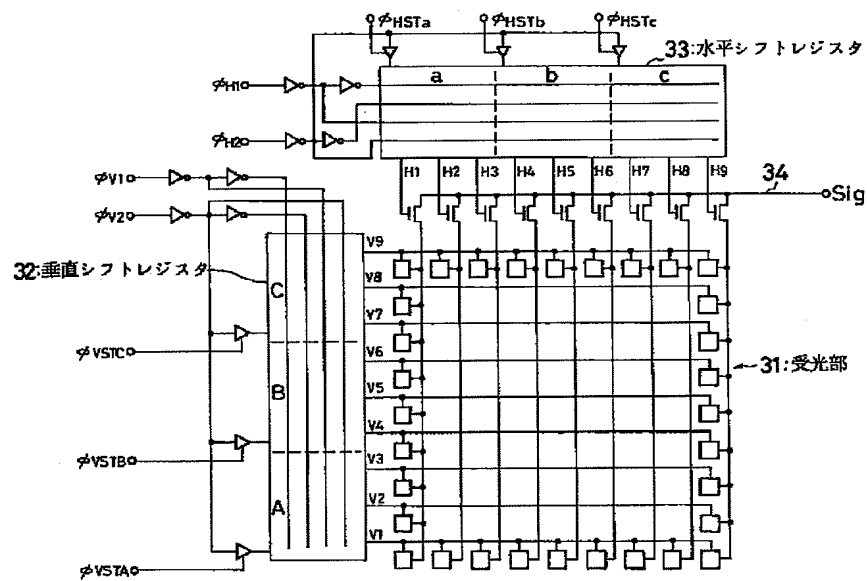 φHSTa φHSTb φHSTc
33:水平シフトレジスタ
a b c
φH1
φH2
H1 H2 H3 H4 H5 H6 H7 H8 H9
34
Sig
φV1
φV2
32:垂直シフトレジスタ
C
B
A
φVSTC
φVSTB
φVSTA
V9
V8
V7
V6
V5
V4
V3
V2
V1
31:受光部